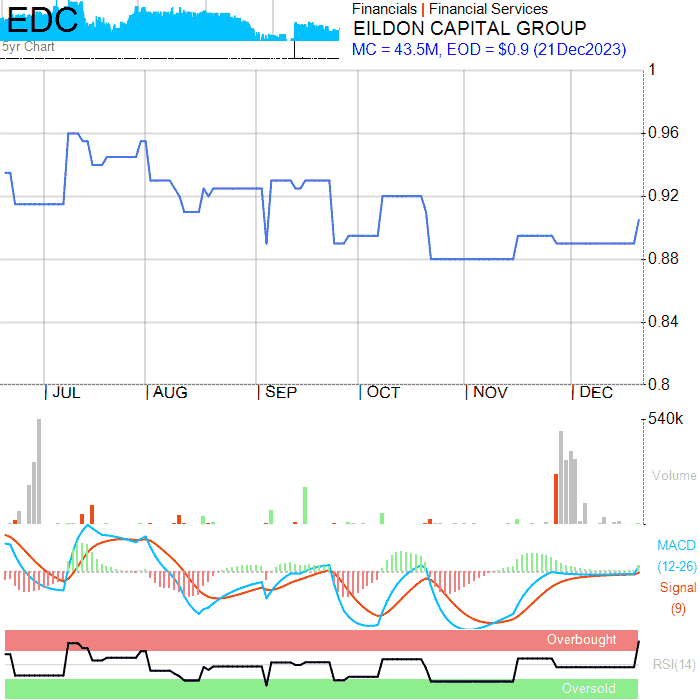 EDC
5yr Chart
Financials | Financial Services
EILDON CAPITAL GROUP
MC = 43.5M, EOD = $0.9 (21Dec2023)
1
0.96
0.92
0.88
0.84
0.8
JUL AUG SEP OCT NOV DEC
540k
Volume
MACD
(12-26)
Signal
(9)
Overbought
RSI(14)
Oversold